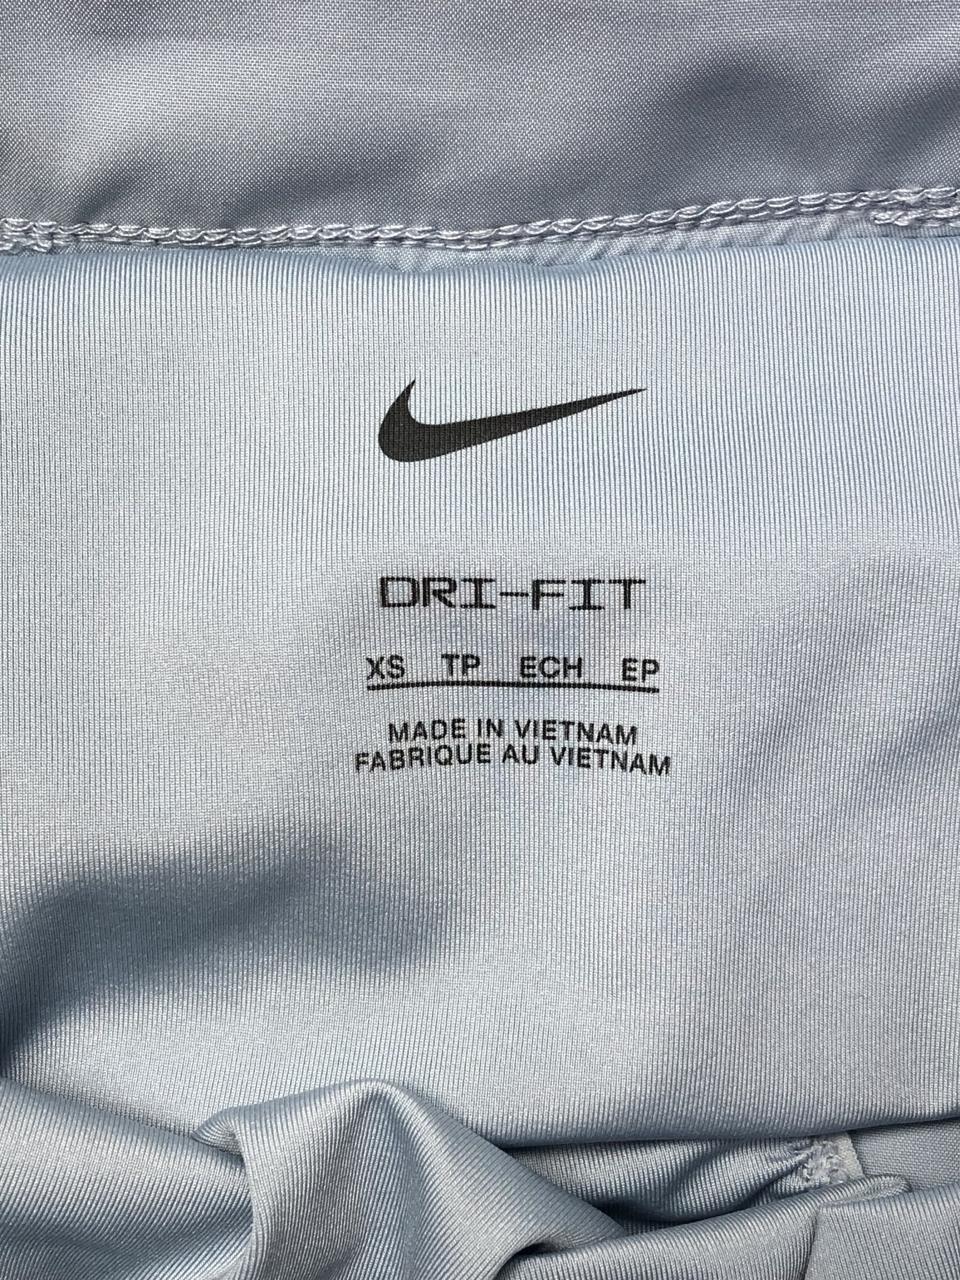 DRI-FIT
XS TP ECH EP
MADE IN VIETNAM
FABRIQUE AU VIETNAM